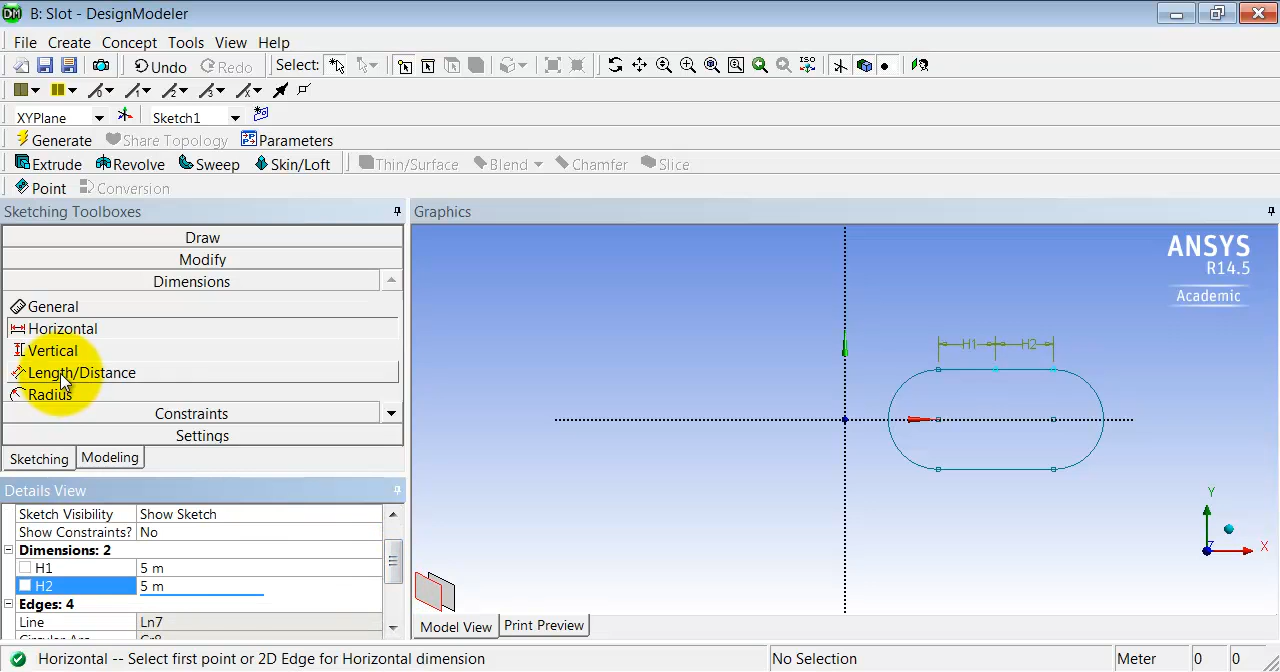 B: Slot - DesignModeler
File Create Concept Tools View Help
Undo Redo Select: ISO
XYPlane Sketch1
Generate Share Topology Parameters
Extrude Revolve Sweep Skin/Loft Thin/Surface Blend Chamfer Slice
Point Conversion
Sketching Toolboxes
Draw
Modify
Dimensions
General
Horizontal
Vertical
Length/Distance
Radius
Constraints
Settings
Sketching Modeling
Details View
Sketch Visibility Show Sketch
Show Constraints? No
Dimensions: 2
H1 5 m
H2 5 m
Edges: 4
Line Ln7
Circular Arc Cr8
Graphics
ANSYS
R14.5
Academic
H1 H2
Y
Z X
Model View Print Preview
Horizontal -- Select first point or 2D Edge for Horizontal dimension No Selection Meter 0 0